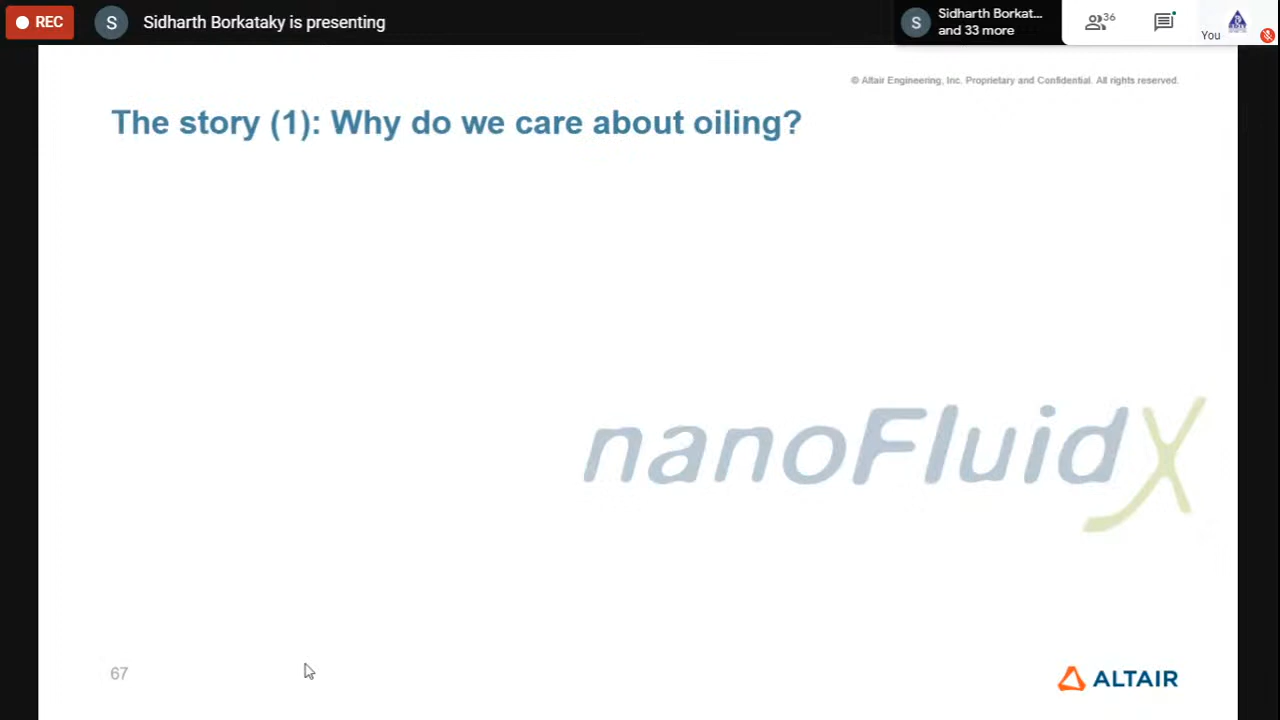 REC
S
Sidharth Borkataky is presenting
S
Sidharth Borkat...
and 33 more
36
You
© Altair Engineering, Inc. Proprietary and Confidential. All rights reserved.
The story (1): Why do we care about oiling?
nanoFluidX
67
ALTAIR